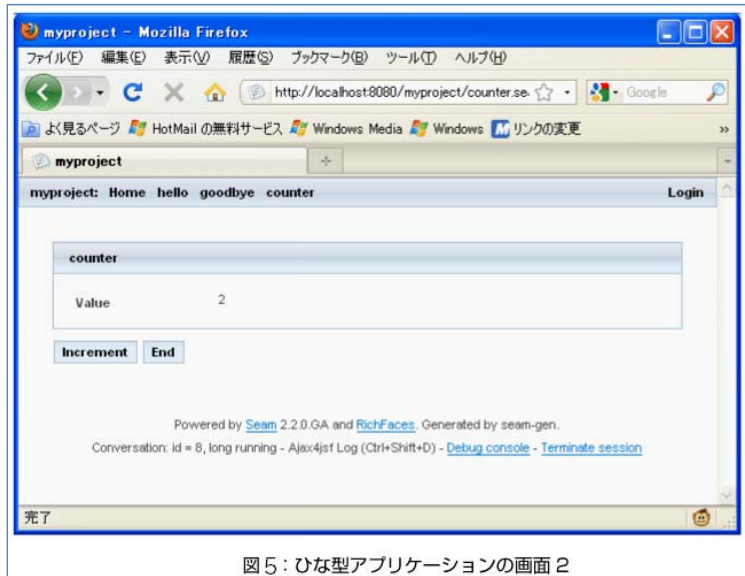 myproject - Mozilla Firefox
ファイル(F) 編集(E) 表示(V) 履歴(S) ブックマーク(B) ツール(T) ヘルプ(H)
http://localhost:8080/myproject/counter.se
Google
よく見るページ HotMail の無料サービス Windows Media Windows リンクの変更 »
myproject
myproject: Home hello goodbye counter Login
counter
Value 2
Increment End
Powered by Seam 2.2.0.GA and RichFaces. Generated by seam-gen.
Conversation: id = 8, long running - Ajax4jsf Log (Ctrl+Shift+D) - Debug console - Terminate session
完了
図5：ひな型アプリケーションの画面2